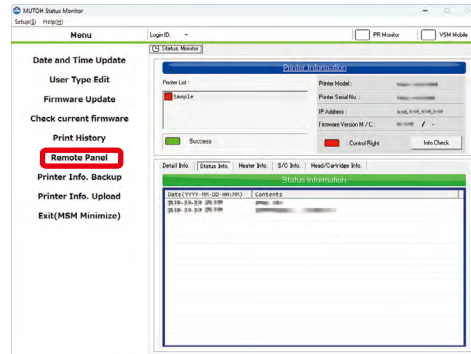 MUTOH Status Monitor
Setup(S) Help(H)
Menu
Login ID: -
PR Monitor
VSM Mobile
Status Monitor
Date and Time Update
User Type Edit
Firmware Update
Check current firmware
Print History
Remote Panel
Printer Info. Backup
Printer Info. Upload
Exit(MSM Minimize)
Printer Information
Printer List :
Sample
Success
Printer Model :
Printer Serial No. :
IP Address :
Firmware Version M / C : / -
: Control Right
Info Check
Detail Info. Status Info. Heater Info. S/C Info. Head/Cartridge Info.
Status Information
Date(YYYY-MM-DD-HH:MM) Contents